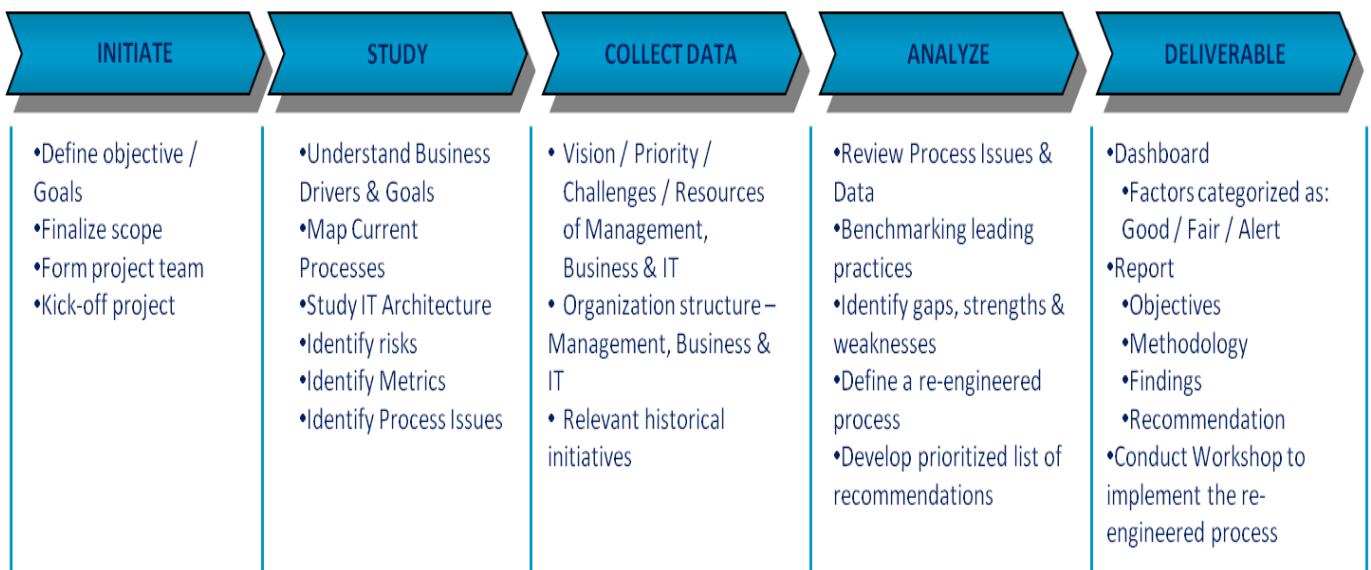 INITIATE
STUDY
COLLECT DATA
ANALYZE
DELIVERABLE
•Define objective /
Goals
•Finalize scope
•Form project team
•Kick-off project
•Understand Business
Drivers & Goals
•Map Current
Processes
•Study IT Architecture
•Identify risks
•Identify Metrics
•Identify Process Issues
• Vision / Priority /
Challenges / Resources
of Management,
Business & IT
• Organization structure –
Management, Business &
IT
• Relevant historical
initiatives
•Review Process Issues &
Data
•Benchmarking leading
practices
•Identify gaps, strengths &
weaknesses
•Define a re-engineered
process
•Develop prioritized list of
recommendations
•Dashboard
•Factors categorized as:
Good / Fair / Alert
•Report
•Objectives
•Methodology
•Findings
•Recommendation
•Conduct Workshop to
implement the re-
engineered process